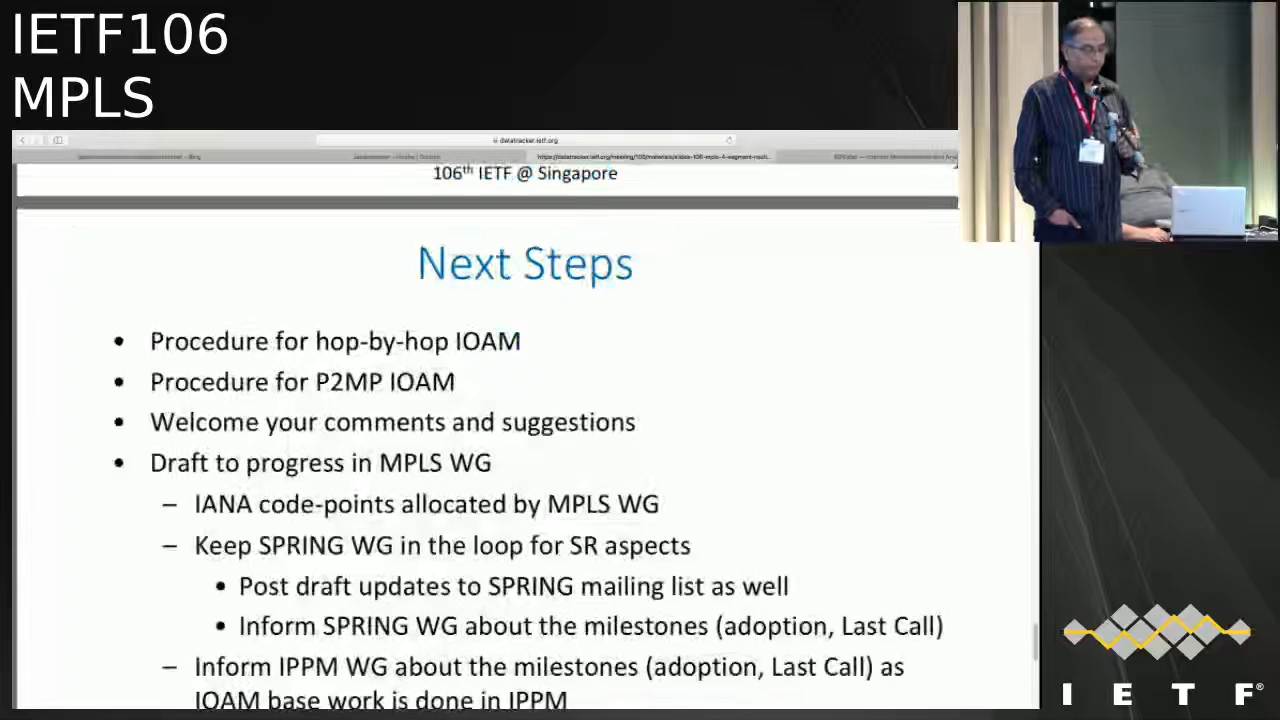 IETF106
MPLS
datatracker.ietf.org
106th IETF @ Singapore
Next Steps
• Procedure for hop-by-hop IOAM
• Procedure for P2MP IOAM
• Welcome your comments and suggestions
• Draft to progress in MPLS WG
– IANA code-points allocated by MPLS WG
– Keep SPRING WG in the loop for SR aspects
• Post draft updates to SPRING mailing list as well
• Inform SPRING WG about the milestones (adoption, Last Call)
– Inform IPPM WG about the milestones (adoption, Last Call) as
IOAM base work is done in IPPM
I E T F®